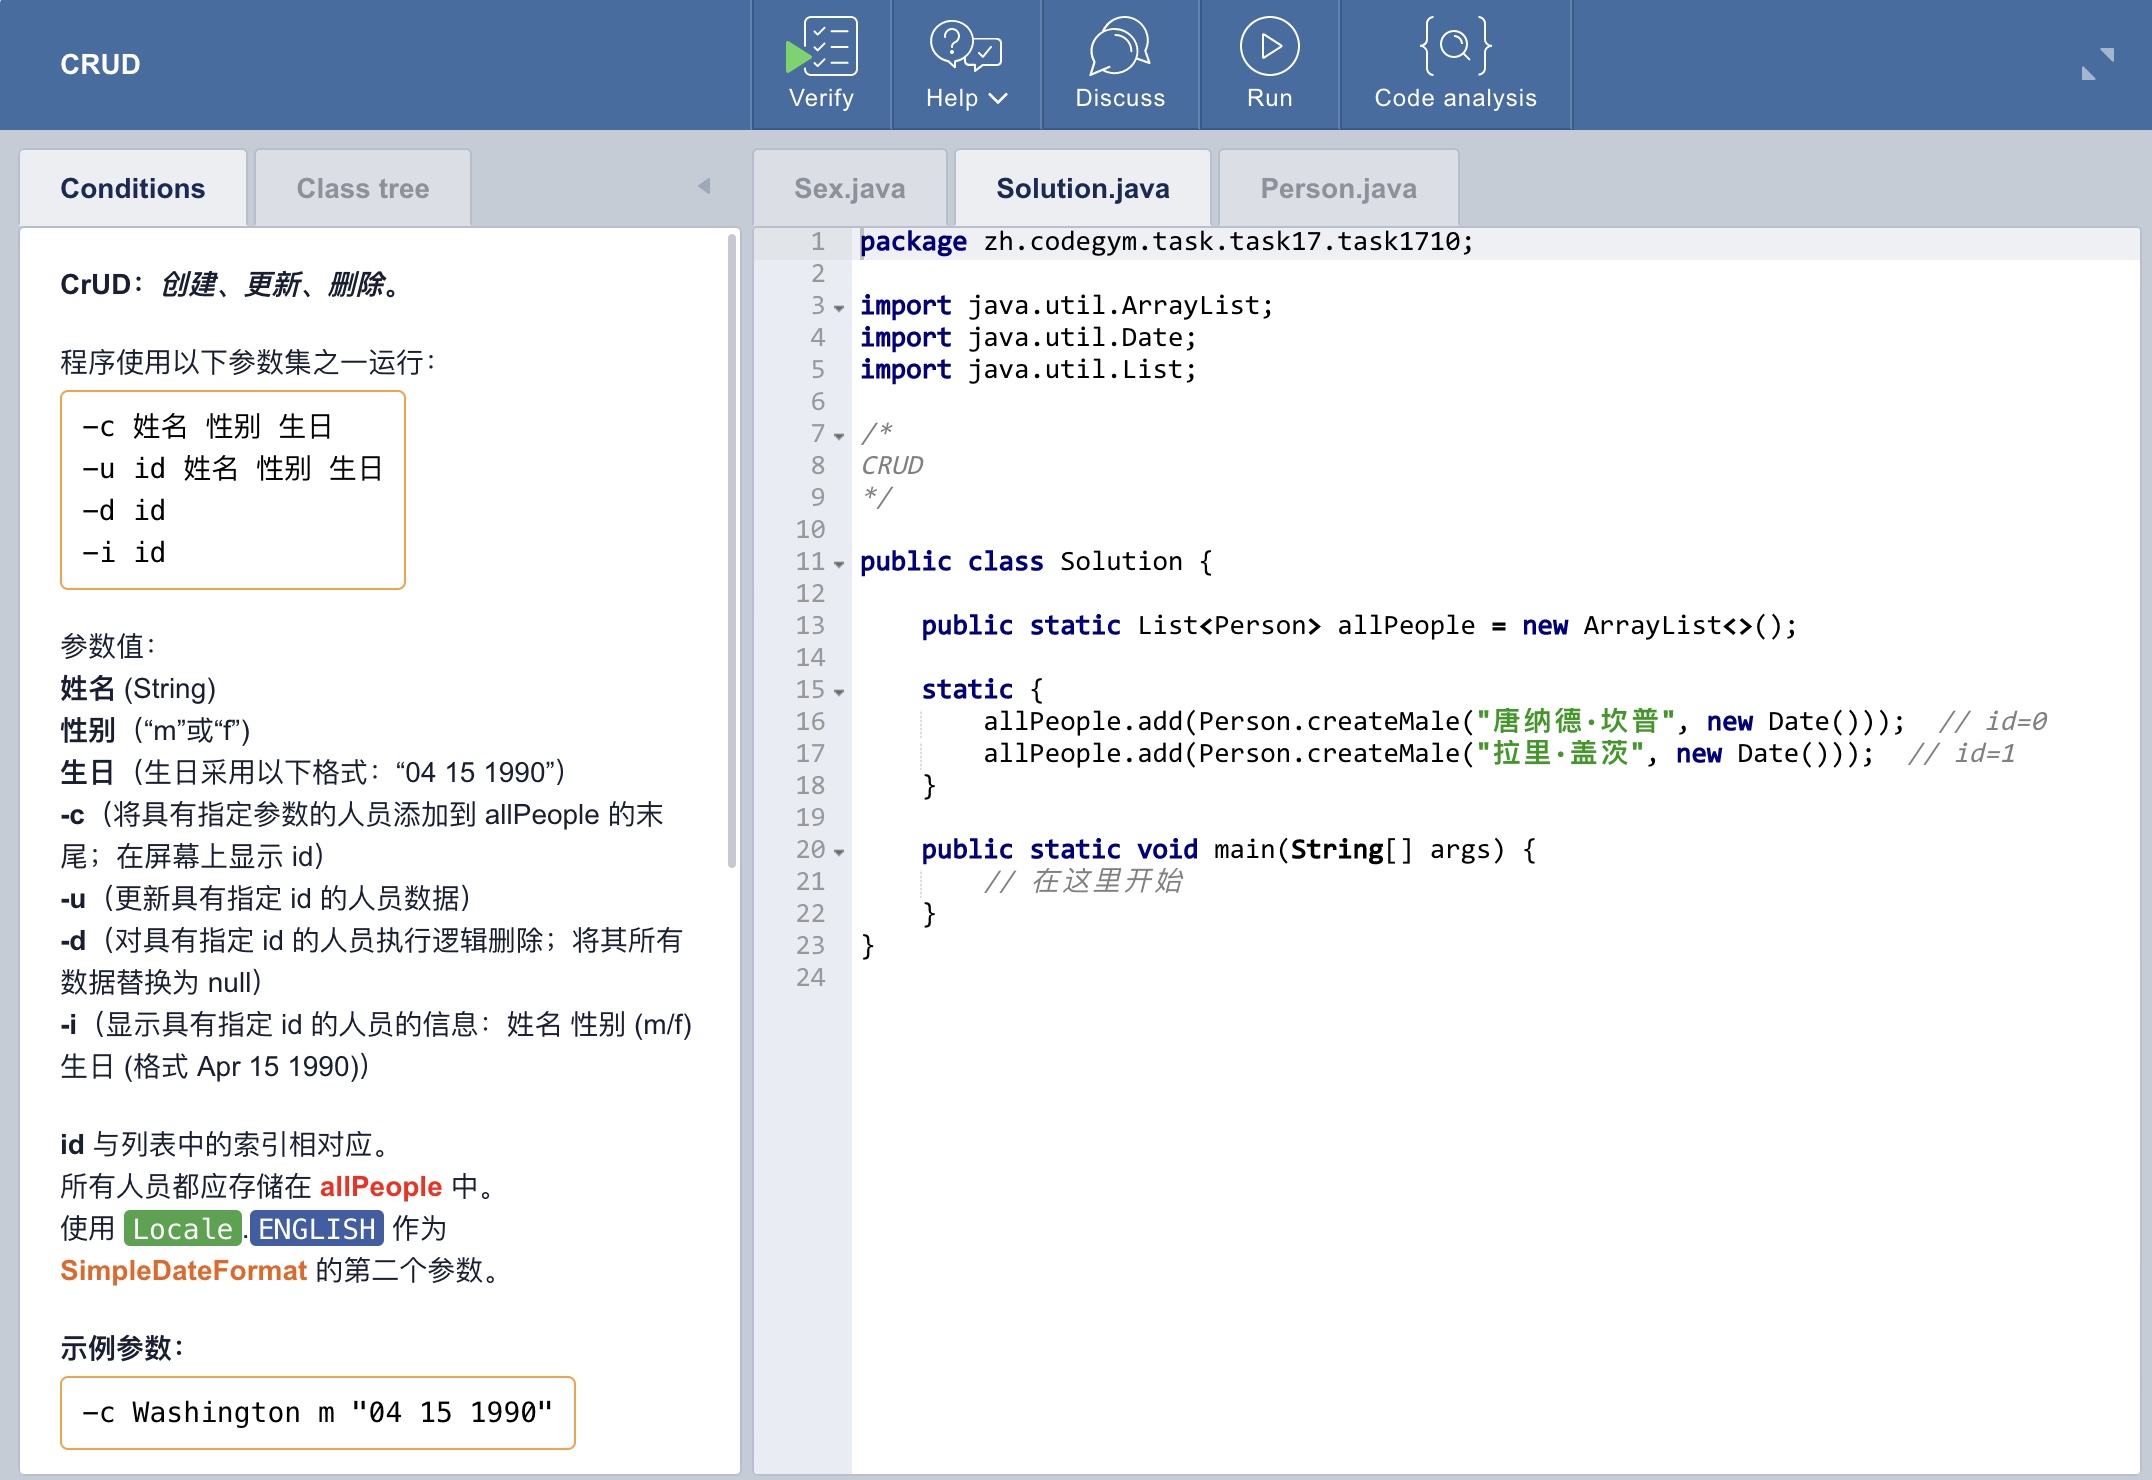 CRUD
Verify
Help
Discuss
Run
Code analysis
Conditions
Class tree
CrUD：创建、更新、删除。
程序使用以下参数集之一运行：
-c 姓名 性别 生日
-u id 姓名 性别 生日
-d id
-i id
参数值：
姓名 (String)
性别（“m”或“f”）
生日（生日采用以下格式：“04 15 1990”）
-c（将具有指定参数的人员添加到 allPeople 的末
尾；在屏幕上显示 id）
-u（更新具有指定 id 的人员数据）
-d（对具有指定 id 的人员执行逻辑删除；将其所有
数据替换为 null）
-i（显示具有指定 id 的人员的信息：姓名 性别 (m/f)
生日 (格式 Apr 15 1990)）
id 与列表中的索引相对应。
所有人员都应存储在 allPeople 中。
使用 Locale.ENGLISH 作为
SimpleDateFormat 的第二个参数。
示例参数：
-c Washington m "04 15 1990"
Sex.java
Solution.java
Person.java
1 package zh.codegym.task.task17.task1710;
2
3 import java.util.ArrayList;
4 import java.util.Date;
5 import java.util.List;
6
7 /*
8 CRUD
9 */
10
11 public class Solution {
12
13     public static List<Person> allPeople = new ArrayList<>();
14
15     static {
16         allPeople.add(Person.createMale("唐纳德·坎普", new Date()));  // id=0
17         allPeople.add(Person.createMale("拉里·盖茨", new Date()));  // id=1
18     }
19
20     public static void main(String[] args) {
21         // 在这里开始
22     }
23 }
24